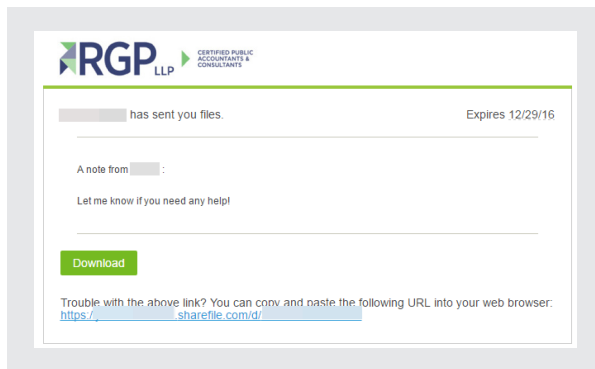 RGP LLP CERTIFIED PUBLIC
ACCOUNTANTS &
CONSULTANTS
has sent you files. Expires 12/29/16
A note from :
Let me know if you need any help!
Download
Trouble with the above link? You can copy and paste the following URL into your web browser:
https:/ .sharefile.com/d/